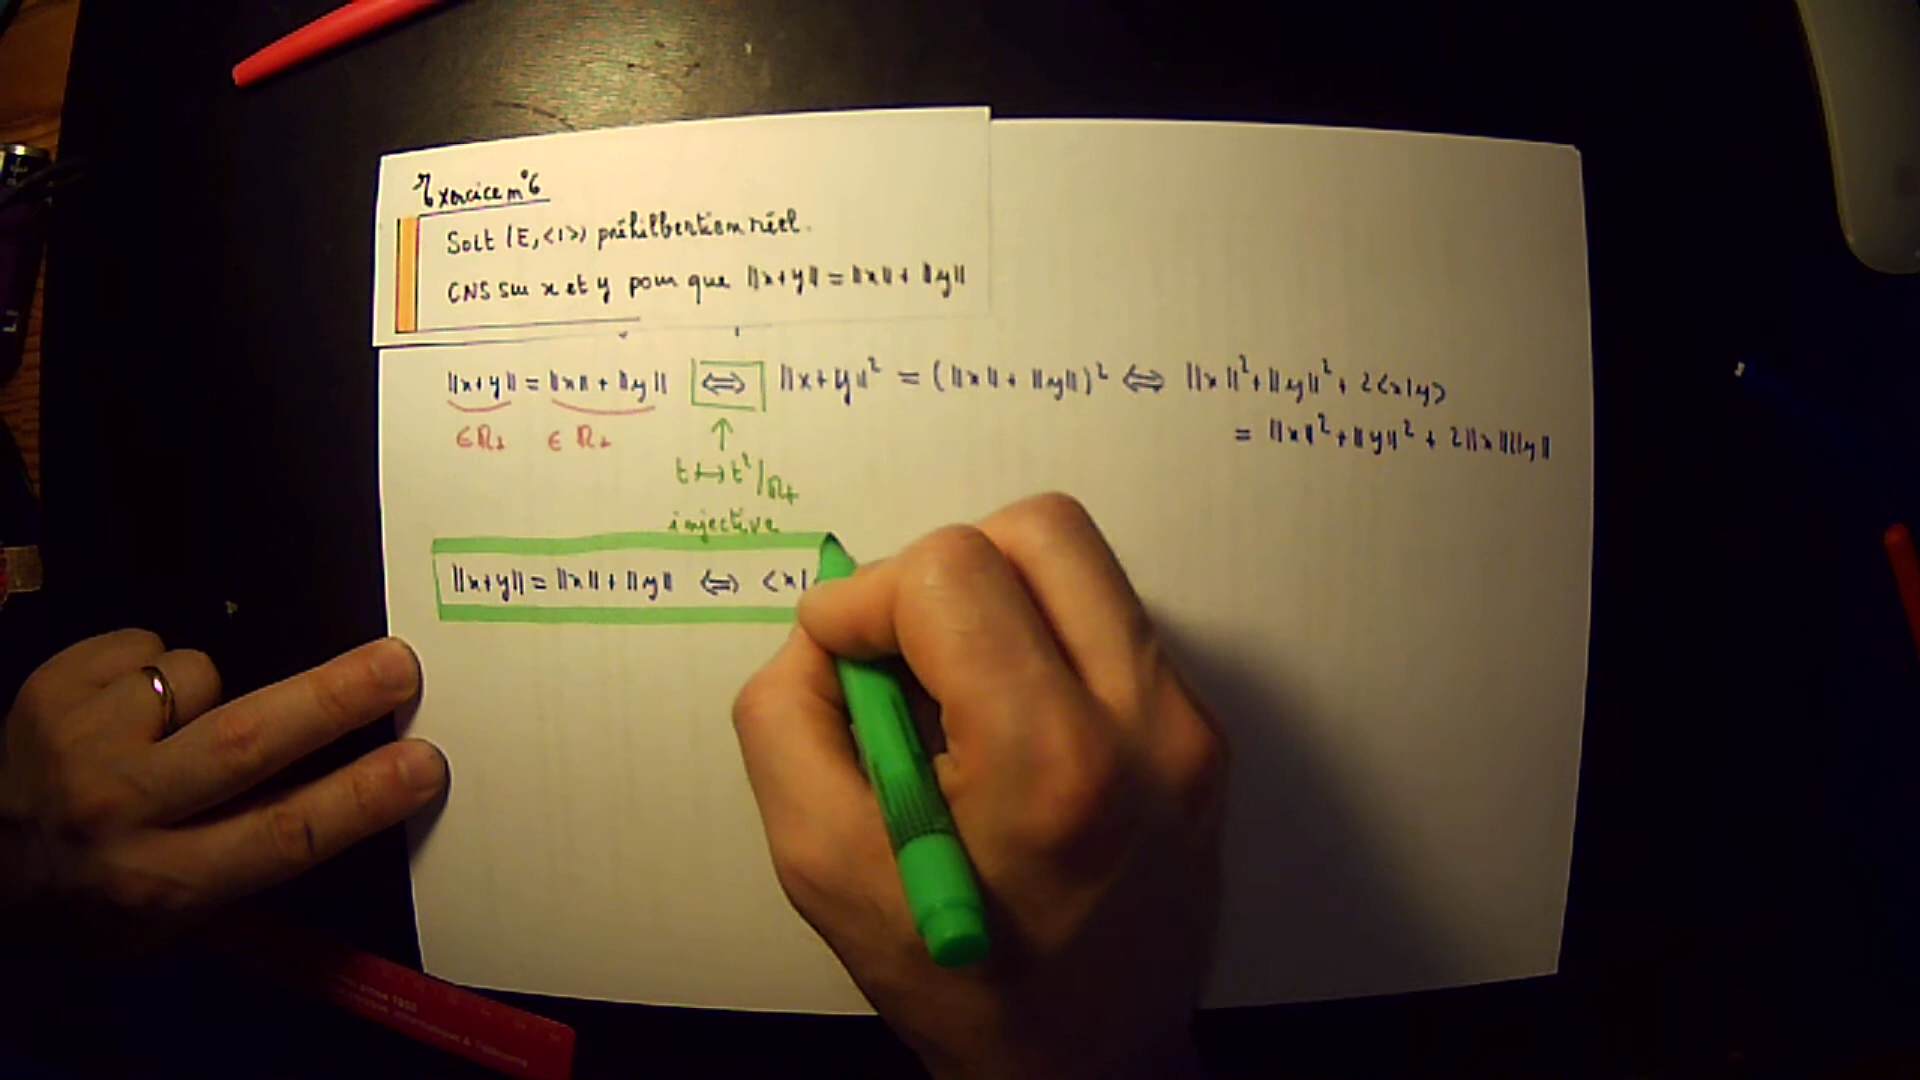 Exercice n°6
Soit (E, <|>) préhilbertien réel.
CNS sur x et y pour que ||x+y|| = ||x|| + ||y||
||x+y|| = ||x|| + ||y|| ⇔ ||x+y||² = (||x|| + ||y||)² ⇔ ||x||² + ||y||² + 2<x|y>
= ||x||² + ||y||² + 2||x||||y||
∈ℝ+ ∈ ℝ+
↑
t ↦ t²/ℝ+
injective
||x+y|| = ||x|| + ||y|| ⇔ <x|